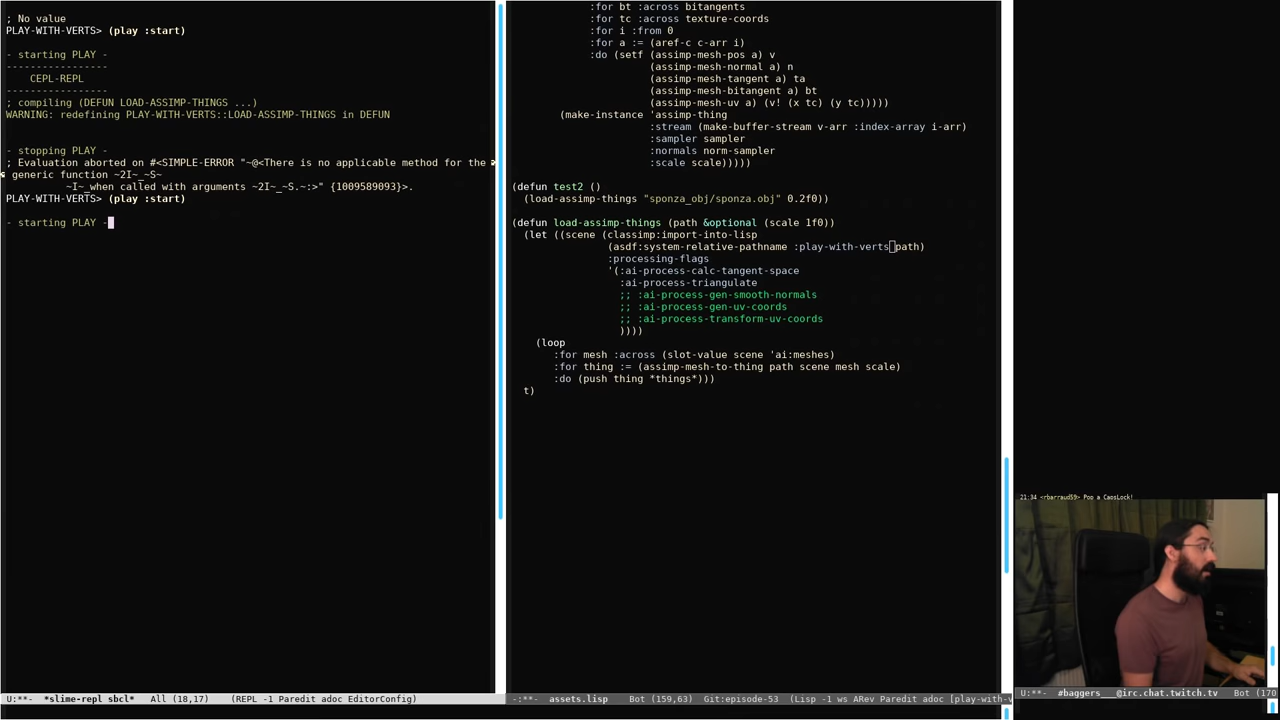 ; No value
PLAY-WITH-VERTS> (play :start)
- starting PLAY -
-----------------
CEPL-REPL
-----------------
; compiling (DEFUN LOAD-ASSIMP-THINGS ...)
WARNING: redefining PLAY-WITH-VERTS::LOAD-ASSIMP-THINGS in DEFUN
- stopping PLAY -
; Evaluation aborted on #<SIMPLE-ERROR "~@<There is no applicable method for the
generic function ~2I~_~S~
~I~_when called with arguments ~2I~_~S.~:>" {1009589093}>.
PLAY-WITH-VERTS> (play :start)
- starting PLAY -
U:**- *slime-repl sbcl* All (18,17) (REPL -1 Paredit adoc EditorConfig)
:for bt :across bitangents
:for tc :across texture-coords
:for i :from 0
:for a := (aref-c c-arr i)
:do (setf (assimp-mesh-pos a) v
(assimp-mesh-normal a) n
(assimp-mesh-tangent a) ta
(assimp-mesh-bitangent a) bt
(assimp-mesh-uv a) (v! (x tc) (y tc)))))
(make-instance 'assimp-thing
:stream (make-buffer-stream v-arr :index-array i-arr)
:sampler sampler
:normals norm-sampler
:scale scale)))))
(defun test2 ()
(load-assimp-things "sponza_obj/sponza.obj" 0.2f0))
(defun load-assimp-things (path &optional (scale 1f0))
(let ((scene (classimp:import-into-lisp
(asdf:system-relative-pathname :play-with-verts path)
:processing-flags
'(:ai-process-calc-tangent-space
:ai-process-triangulate
;; :ai-process-gen-smooth-normals
;; :ai-process-gen-uv-coords
;; :ai-process-transform-uv-coords
))))
(loop
:for mesh :across (slot-value scene 'ai:meshes)
:for thing := (assimp-mesh-to-thing path scene mesh scale)
:do (push thing *things*)))
t)
-:**- assets.lisp Bot (159,63) Git:episode-53 (Lisp -1 ws ARev Paredit adoc [play-with-v
21:34 <rbarraud59> Pop a CapsLock!
U:**- #baggers__@irc.chat.twitch.tv Bot (170